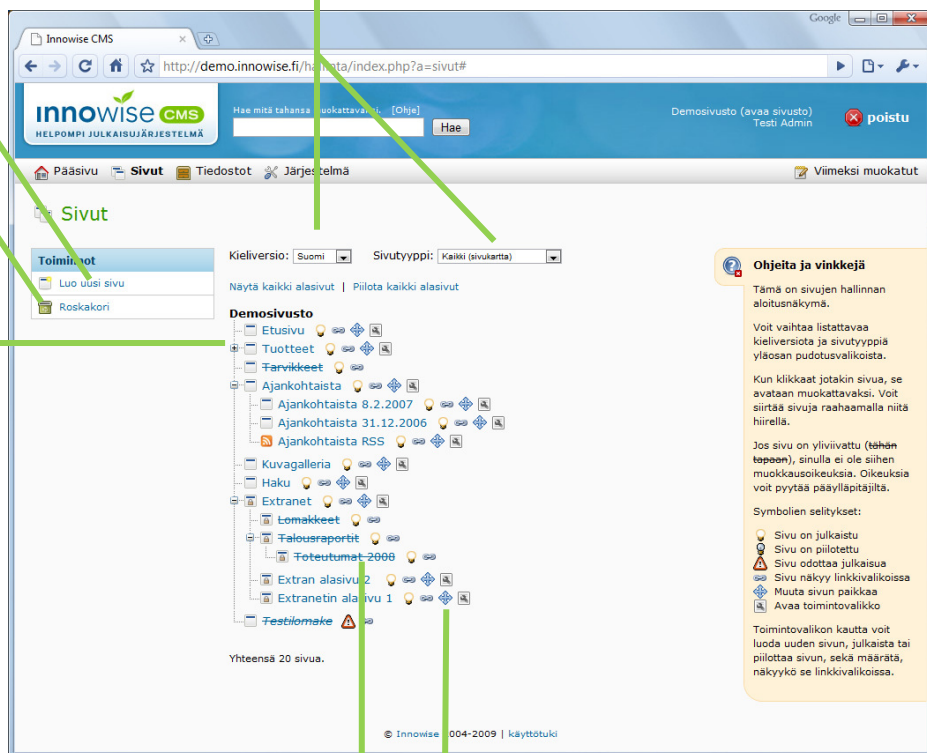 Google
Innowise CMS
http://demo.innowise.fi/hallinta/index.php?a=sivut#
INNOWISE CMS
HELPOMPI JULKAISUJÄRJESTELMÄ
Hae mitä tahansa muokattavaksi. [Ohje]
Hae
Demosivusto (avaa sivusto)
Testi Admin
poistu
Pääsivu Sivut Tiedostot Järjestelmä
Viimeksi muokatut
Sivut
Toiminnot
Luo uusi sivu
Roskakori
Kieliversio: Suomi Sivutyyppi: Kaikki (sivukartta)
Näytä kaikki alasivut | Piilota kaikki alasivut
Demosivusto
Etusivu
Tuotteet
Tarvikkeet
Ajankohtaista
Ajankohtaista 8.2.2007
Ajankohtaista 31.12.2006
Ajankohtaista RSS
Kuvagalleria
Haku
Extranet
Lomakkeet
Talousraportit
Toteutumat 2008
Extran alasivu 2
Extranetin alasivu 1
Testilomake
Yhteensä 20 sivua.
Ohjeita ja vinkkejä
Tämä on sivujen hallinnan
aloitusnäkymä.
Voit vaihtaa listattavaa
kieliversiota ja sivutyyppiä
yläosan pudotusvalikoista.
Kun klikkaat jotakin sivua, se
avataan muokattavaksi. Voit
siirtää sivuja raahaamalla niitä
hiirellä.
Jos sivu on yliviivattu (tähän
tapaan), sinulla ei ole siihen
muokkausoikeuksia. Oikeuksia
voit pyytää pääylläpitäjiltä.
Symbolien selitykset:
Sivu on julkaistu
Sivu on piilotettu
Sivu odottaa julkaisua
Sivu näkyy linkkivalikoissa
Muuta sivun paikkaa
Avaa toimintovalikko
Toimintovalikon kautta voit
luoda uuden sivun, julkaista tai
piilottaa sivun, sekä määrätä,
näkyykö se linkkivalikoissa.
© Innowise 2004-2009 | käyttötuki